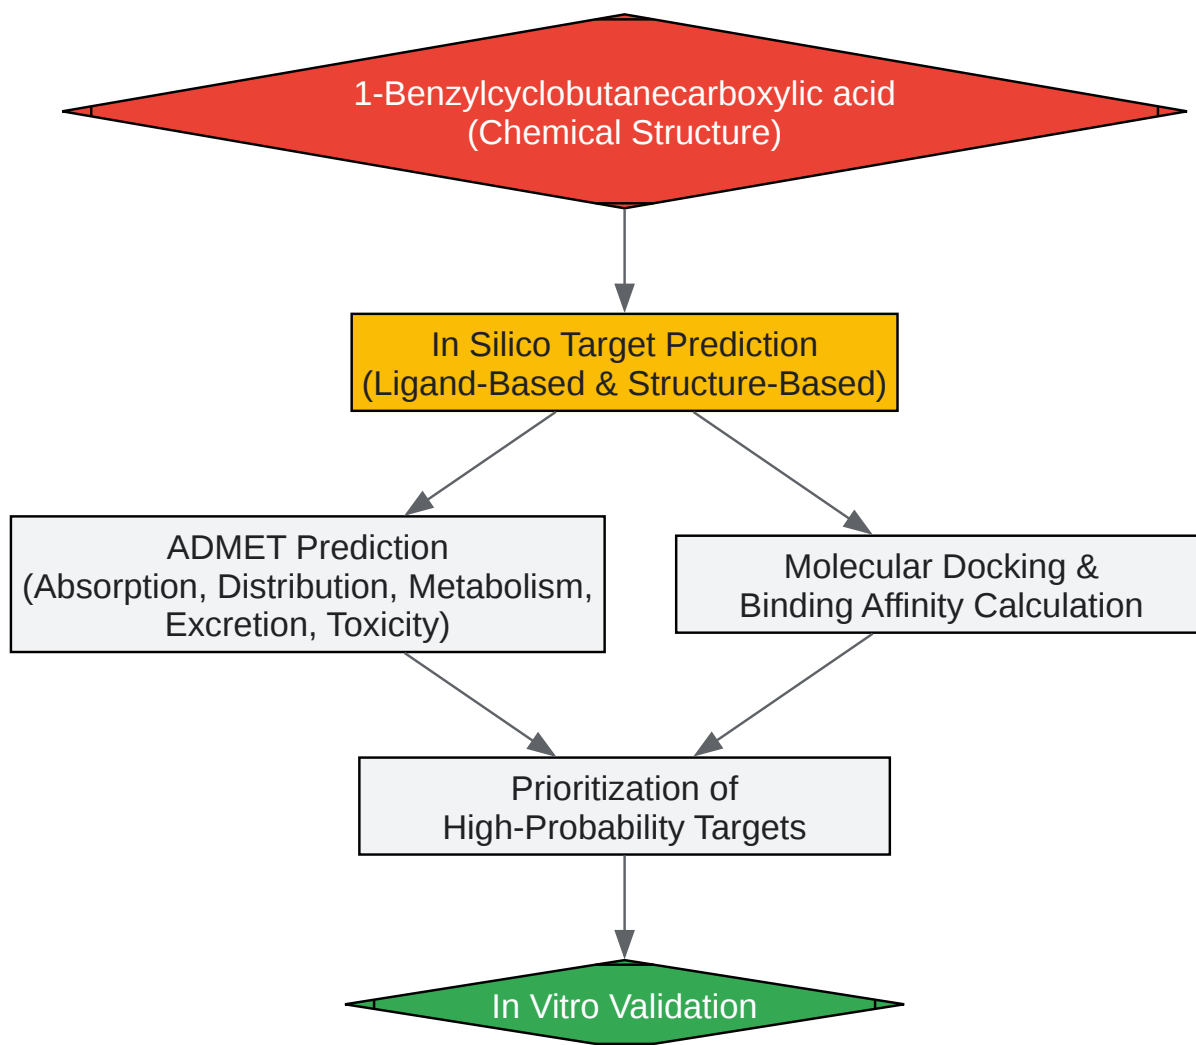 1-Benzylcyclobutanecarboxylic acid
(Chemical Structure)
In Silico Target Prediction
(Ligand-Based & Structure-Based)
ADMET Prediction
(Absorption, Distribution, Metabolism,
Excretion, Toxicity)
Molecular Docking &
Binding Affinity Calculation
Prioritization of
High-Probability Targets
In Vitro Validation